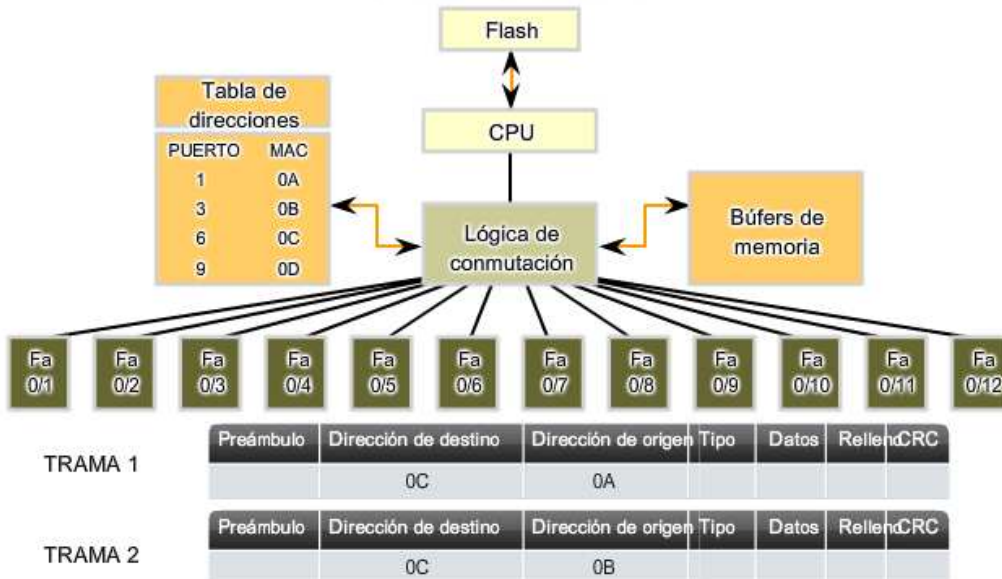 Flash
Tabla de
direcciones
CPU
PUERTO MAC
1 0A
3 0B
6 0C
9 0D
Lógica de
conmutación
Búfers de
memoria
Fa
0/1
Fa
0/2
Fa
0/3
Fa
0/4
Fa
0/5
Fa
0/6
Fa
0/7
Fa
0/8
Fa
0/9
Fa
0/10
Fa
0/11
Fa
0/12
TRAMA 1
Preámbulo Dirección de destino Dirección de origen Tipo Datos Relleno CRC
0C 0A
TRAMA 2
Preámbulo Dirección de destino Dirección de origen Tipo Datos Relleno CRC
0C 0B